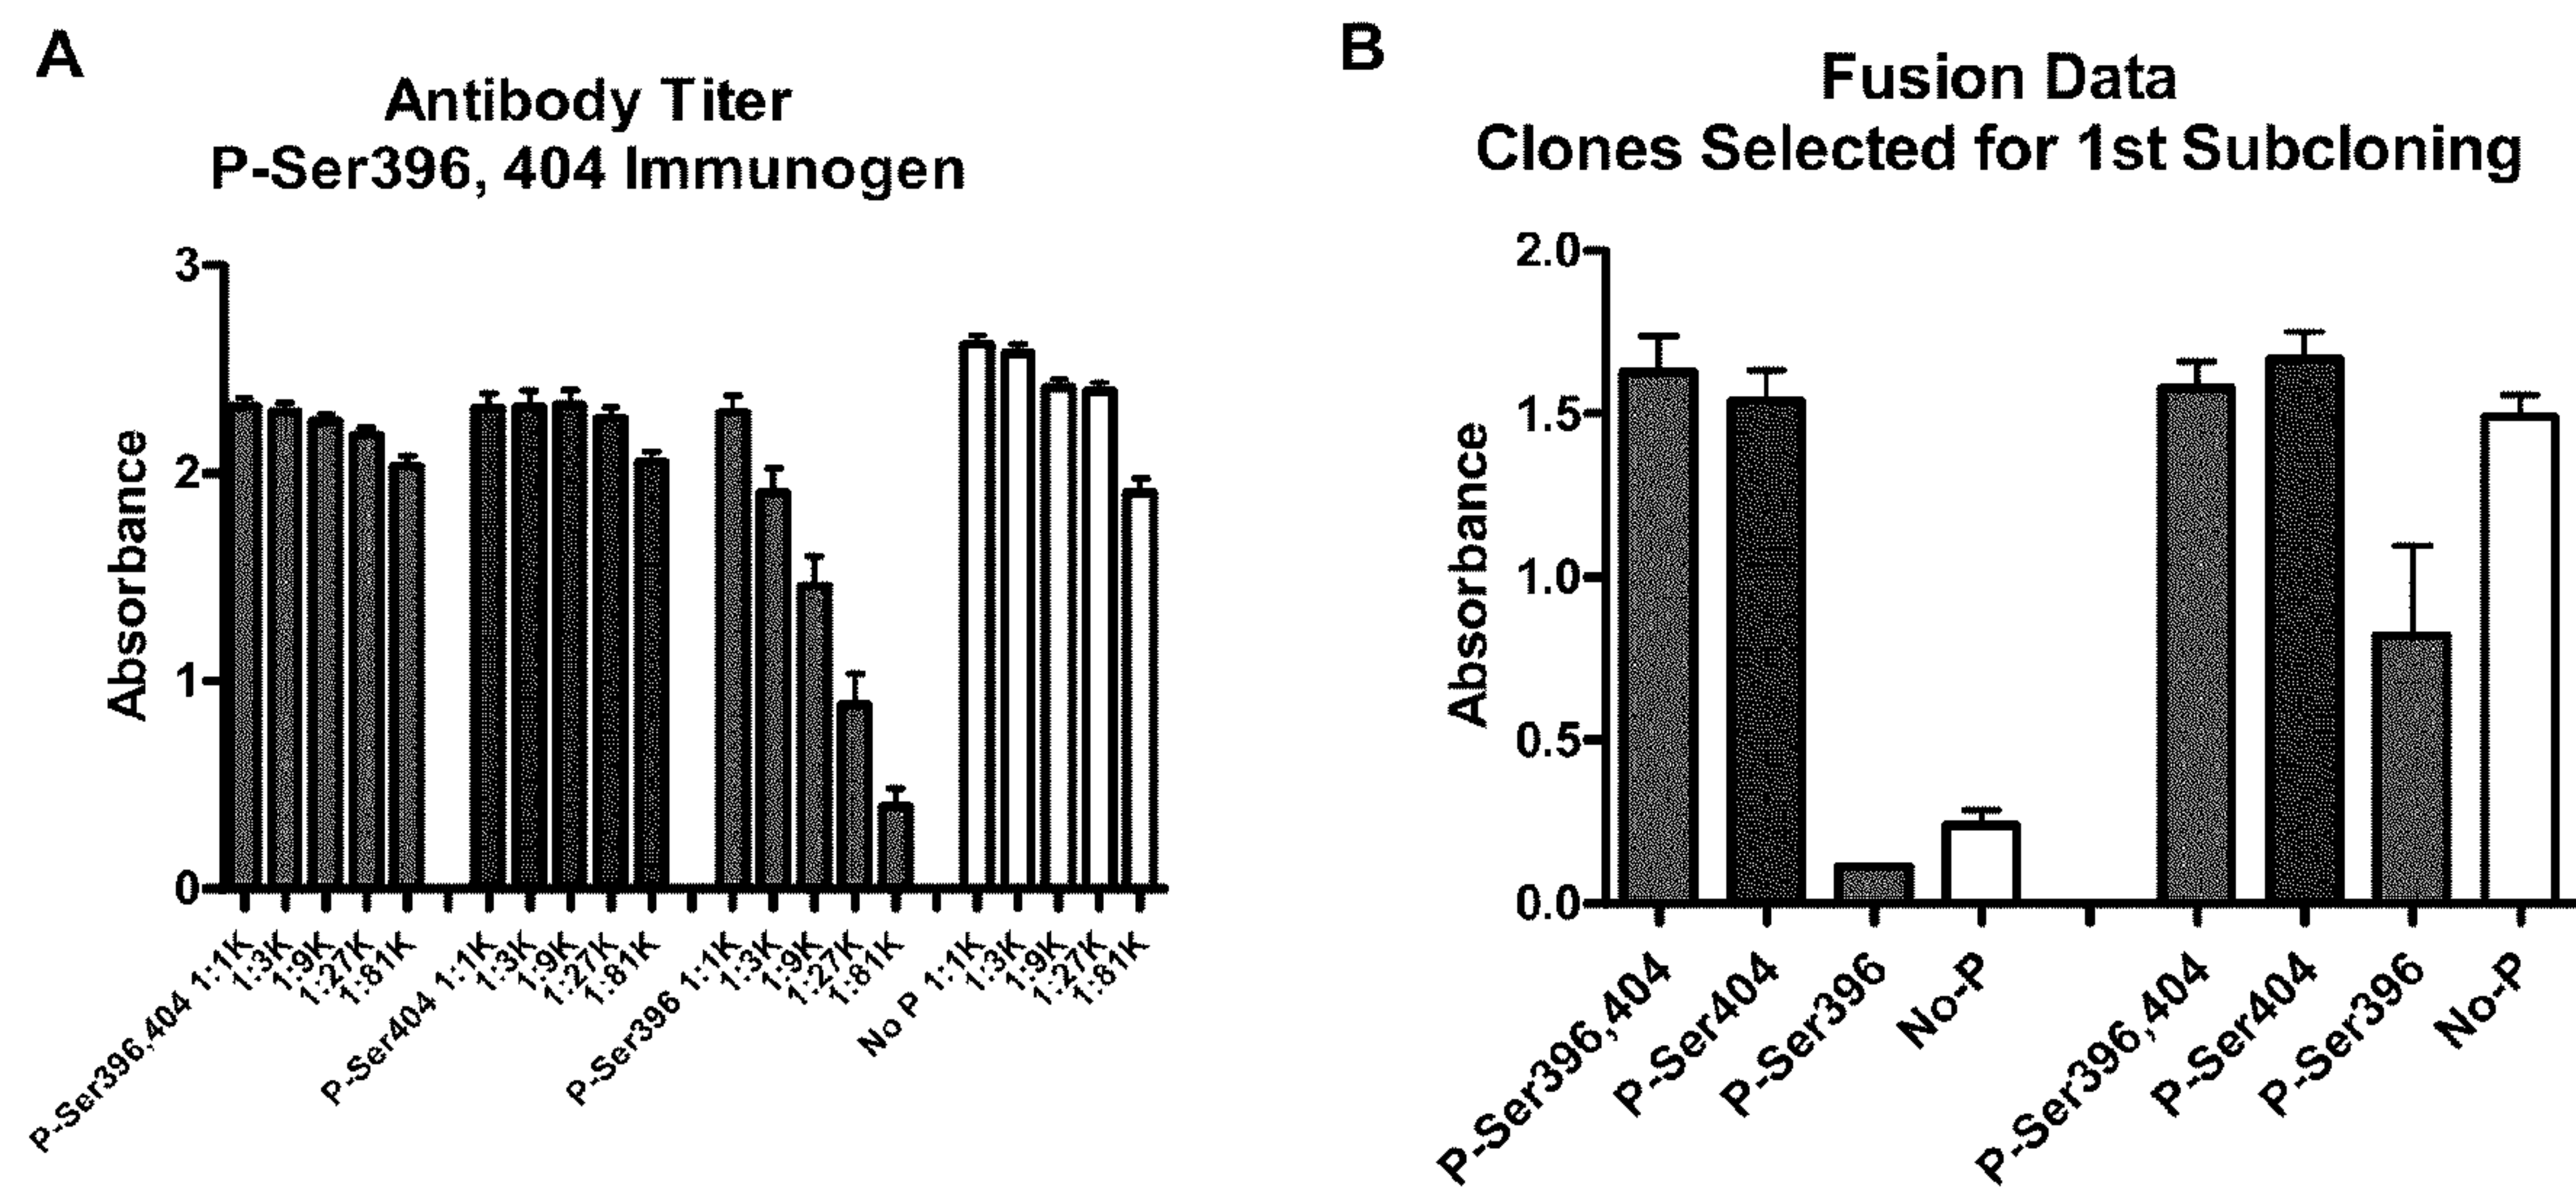 A
Antibody Titer
P-Ser396, 404 Immunogen
Absorbance
3
2
1
0
P-Ser396,404 1:1K
1:3K
1:9K
1:27K
1:81K
P-Ser404 1:1K
1:3K
1:9K
1:27K
1:81K
P-Ser396 1:1K
1:3K
1:9K
1:27K
1:81K
No P 1:1K
1:3K
1:9K
1:27K
1:81K
B
Fusion Data
Clones Selected for 1st Subcloning
Absorbance
2.0
1.5
1.0
0.5
0.0
P-Ser396,404
P-Ser404
P-Ser396
No-P
P-Ser396,404
P-Ser404
P-Ser396
No-P